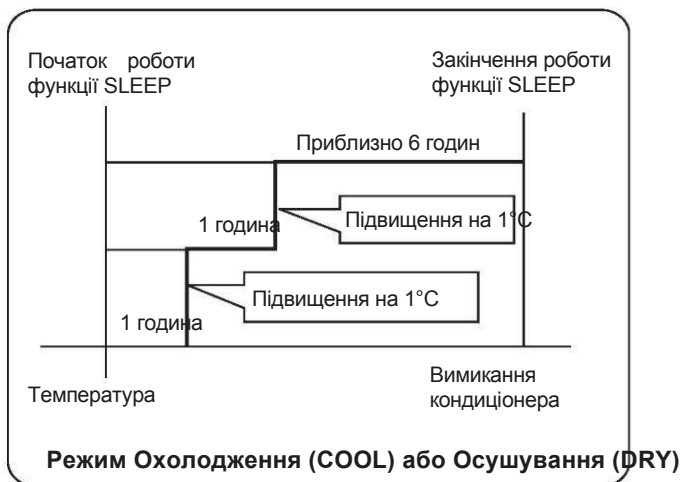 Початок роботи
функції SLEEP
Закінчення роботи
функції SLEEP
Приблизно 6 годин
1 година
Підвищення на 1°C
Підвищення на 1°C
1 година
Температура
Вимикання
кондиціонера
Режим Охолодження (COOL) або Осушування (DRY)